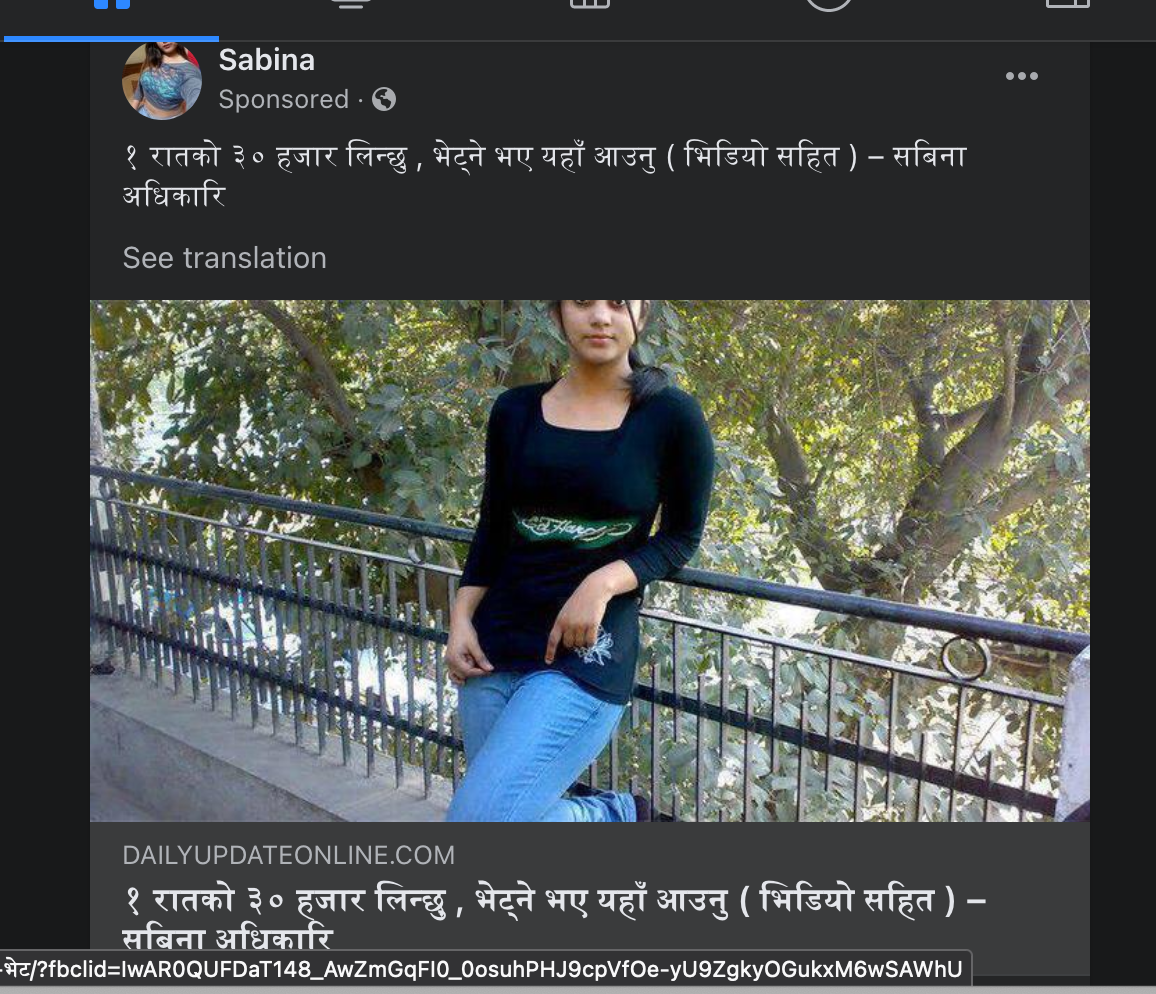 Sabina
Sponsored ·
१ रातको ३० हजार लिन्छु , भेट्ने भए यहाँ आउनु ( भिडियो सहित ) – सबिना
अधिकारि
See translation
DAILYUPDATEONLINE.COM
१ रातको ३० हजार लिन्छु , भेट्ने भए यहाँ आउनु ( भिडियो सहित ) –
सबिना अधिकारि
-भेट/?fbclid=IwAR0QUFDaT148_AwZmGqFI0_0osuhPHJ9cpVfOe-yU9ZgkyOGukxM6wSAWhU